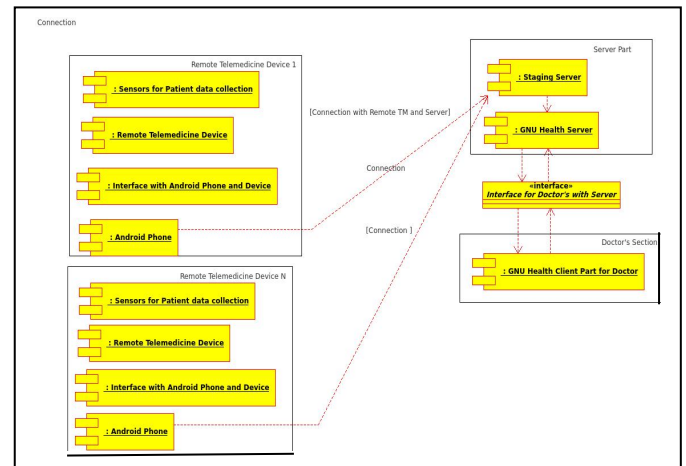 Connection
Remote Telemedicine Device 1
: Sensors for Patient data collection
: Remote Telemedicine Device
: Interface with Android Phone and Device
: Android Phone
Remote Telemedicine Device N
: Sensors for Patient data collection
: Remote Telemedicine Device
: Interface with Android Phone and Device
: Android Phone
[Connection with Remote TM and Server]
Connection
[Connection ]
Server Part
: Staging Server
: GNU Health Server
«interface»
Interface for Doctor's with Server
Doctor's Section
: GNU Health Client Part for Doctor